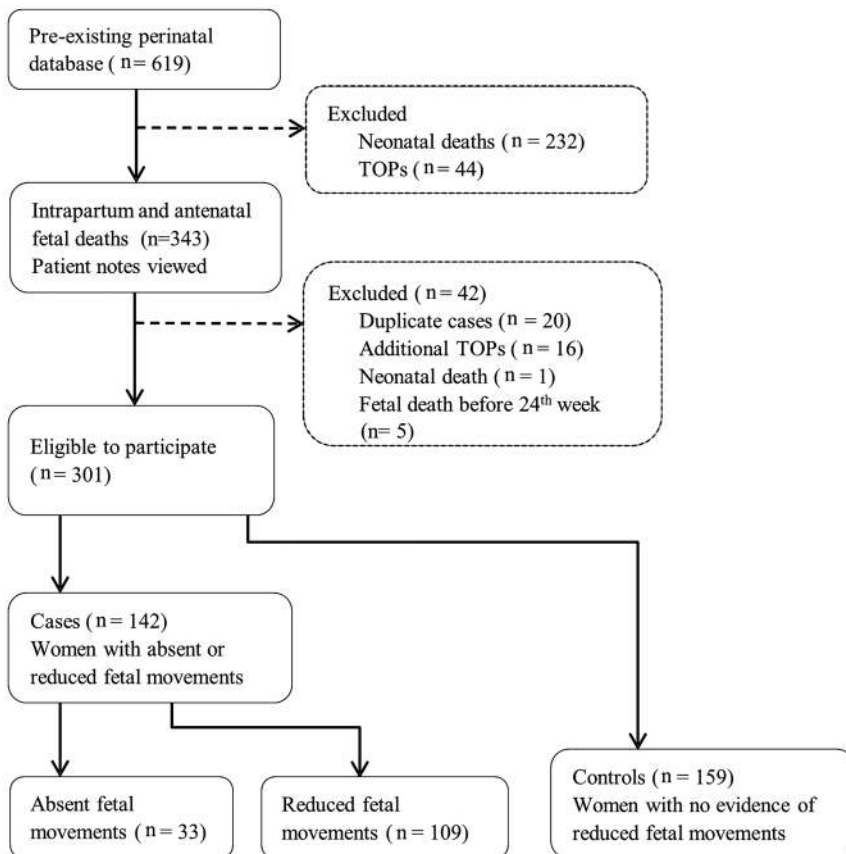 Pre-existing perinatal
database ( n= 619)
Excluded
Neonatal deaths ( n = 232)
TOPs ( n = 44)
Intrapartum and antenatal
fetal deaths (n=343)
Patient notes viewed
Excluded ( n = 42)
Duplicate cases ( n = 20)
Additional TOPs ( n = 16)
Neonatal death ( n = 1)
Fetal death before 24th week
(n= 5)
Eligible to participate
( n = 301)
Cases ( n = 142)
Women with absent or
reduced fetal movements
Absent fetal
movements ( n = 33)
Reduced fetal
movements ( n = 109)
Controls ( n = 159)
Women with no evidence of
reduced fetal movements